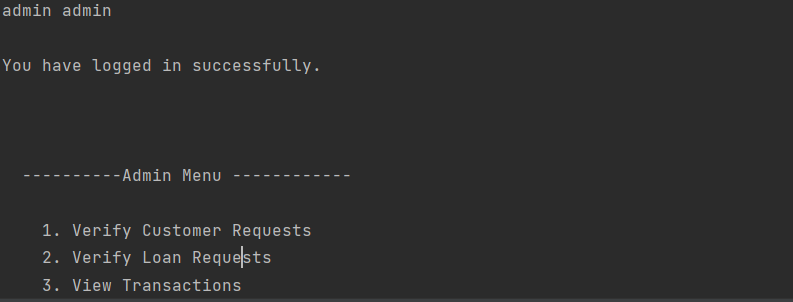 admin admin
You have logged in successfully.
----------Admin Menu ------------
1. Verify Customer Requests
2. Verify Loan Requests
3. View Transactions